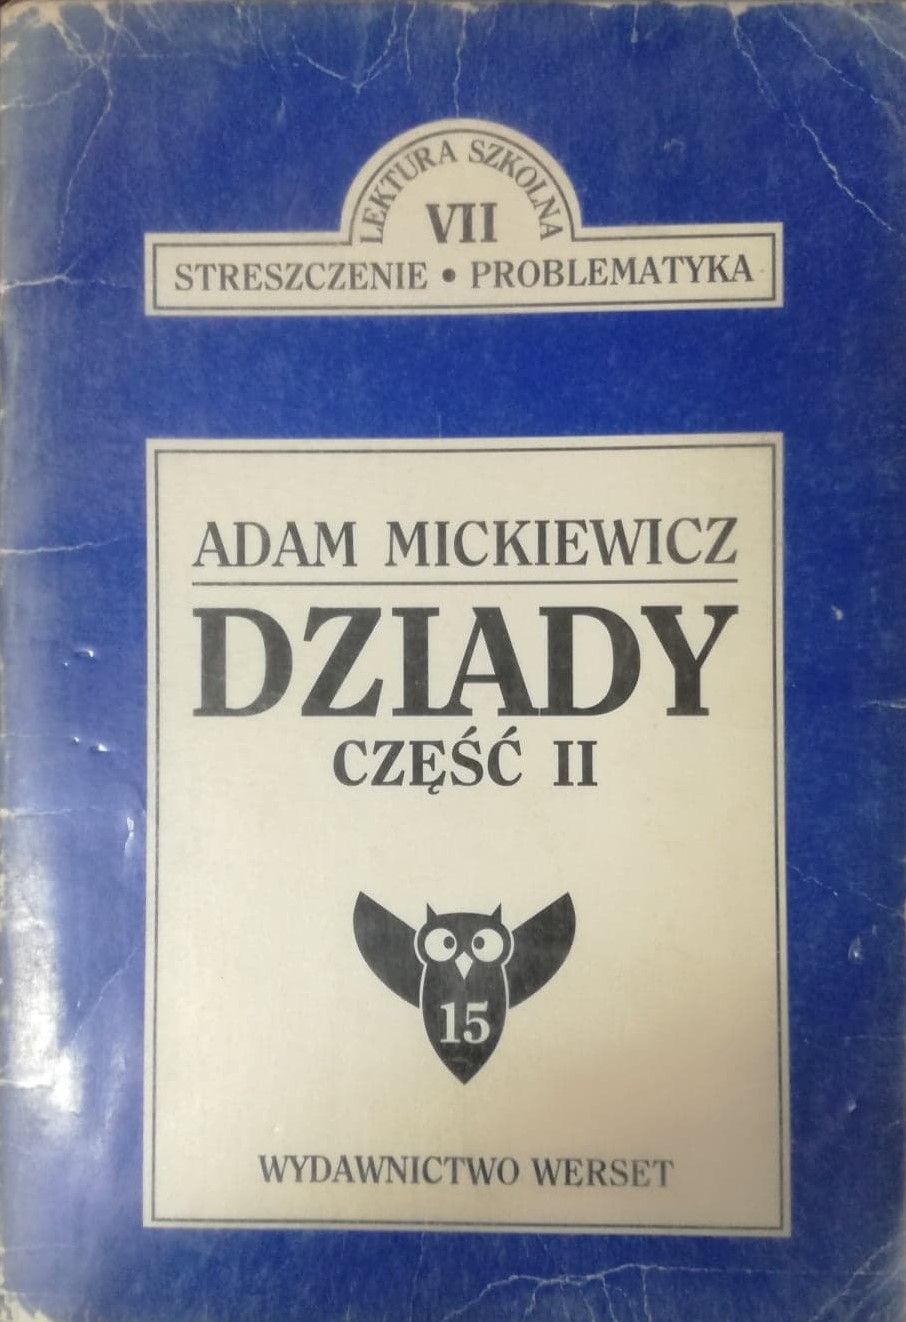 LEKTURA SZKOLNA
VII
STRESZCZENIE • PROBLEMATYKA
ADAM MICKIEWICZ
DZIADY
CZĘŚĆ II
15
WYDAWNICTWO WERSET